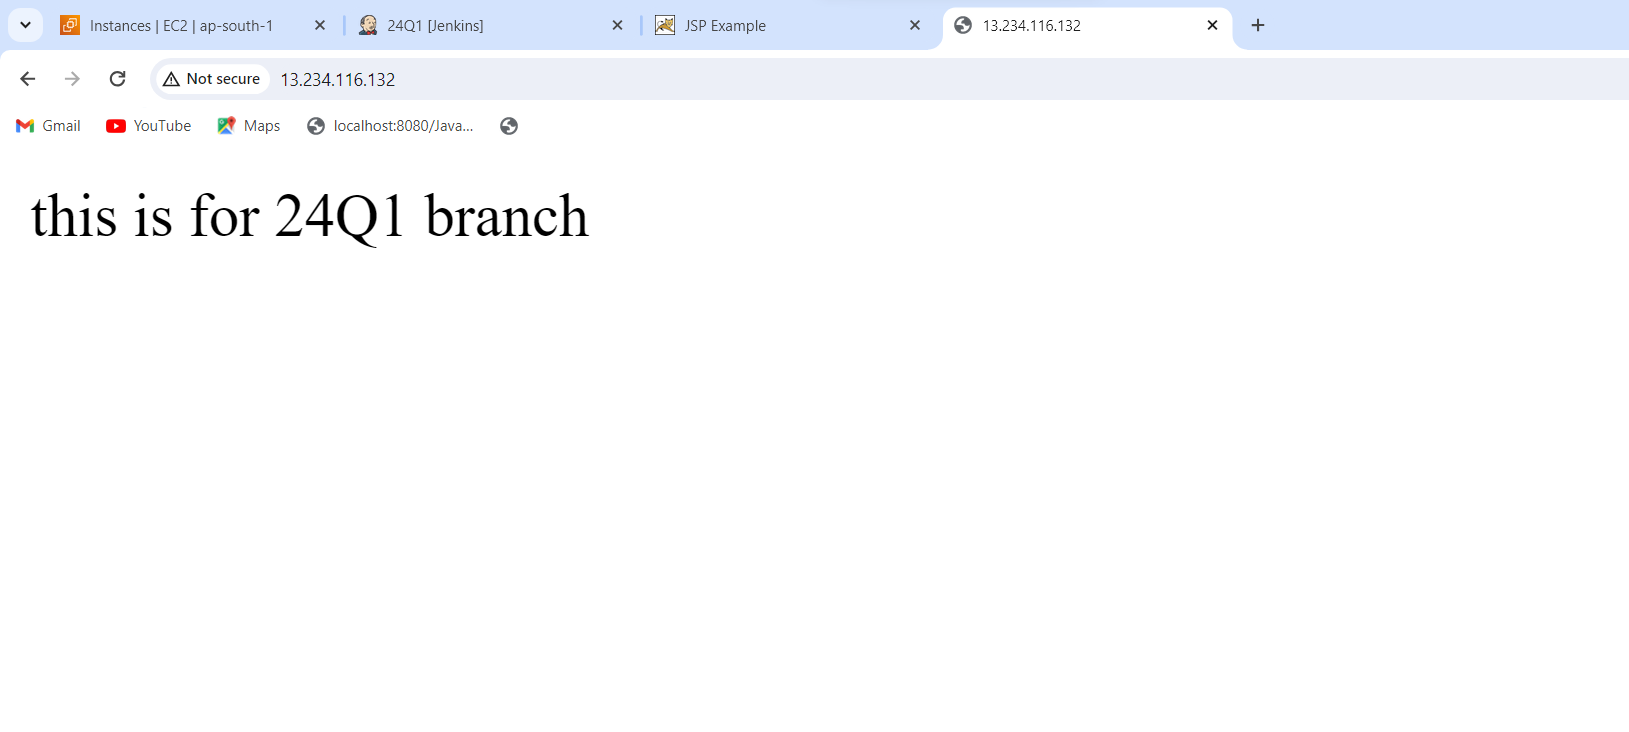 Instances | EC2 | ap-south-1
24Q1 [Jenkins]
JSP Example
13.234.116.132
Not secure
13.234.116.132
Gmail
YouTube
Maps
localhost:8080/Java...
this is for 24Q1 branch